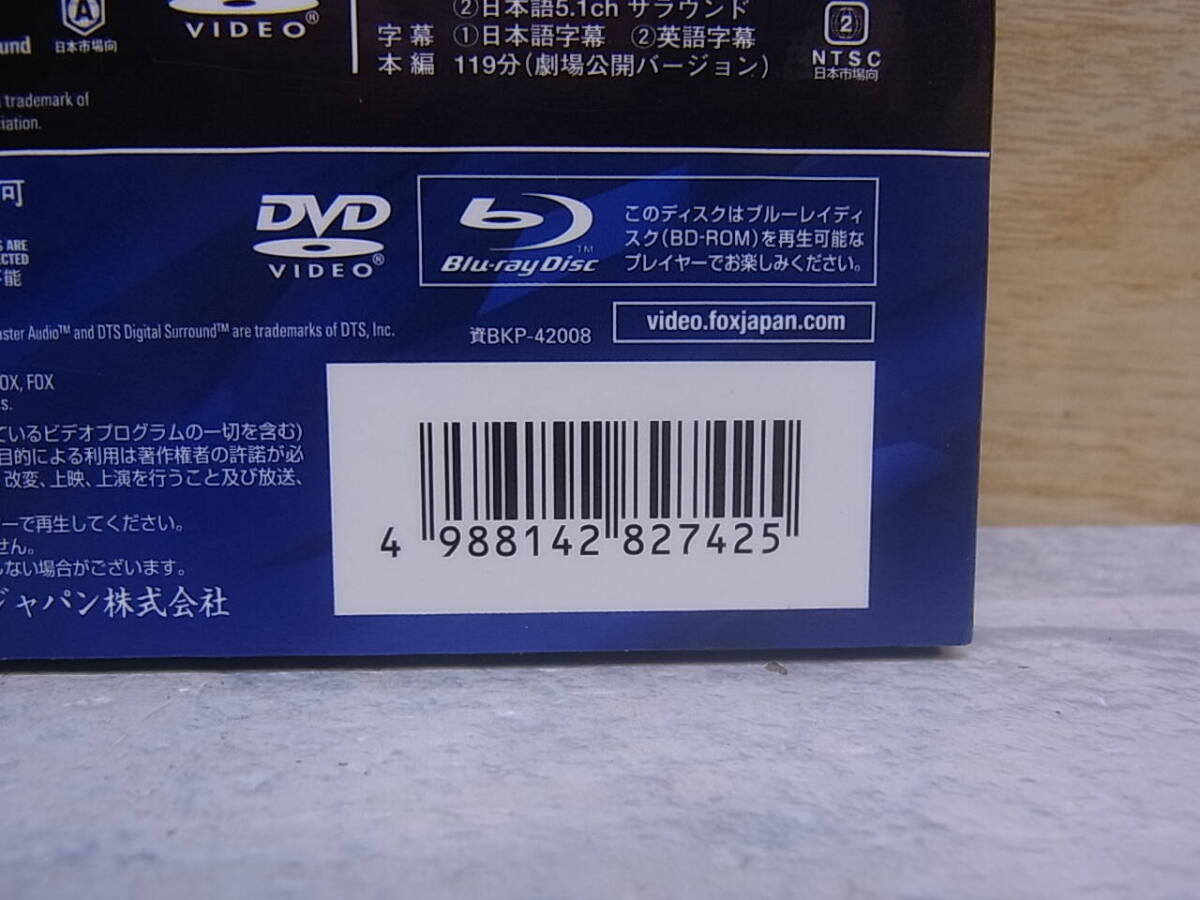 ②日本語5.1ch サラウンド
字幕 ①日本語字幕 ②英語字幕
本編 119分(劇場公開バージョン)
A
日本市場向
VIDEO®
2
NTSC
日本市場向
trademark of
可
DVD
VIDEO®
Blu-ray Disc™
このディスクはブルーレイディ
スク(BD-ROM)を再生可能な
プレイヤーでお楽しみください。
ARE
Audio™ and DTS Digital Surround™ are trademarks of DTS, Inc.
資BKP-42008
video.foxjapan.com
FOX
ているビデオプログラムの一切を含む)
目的による利用は著作権者の許諾が必
改変、上映、上演を行うこと及び放送、
ーで再生してください。
せん。
しない場合がございます。
ジャパン株式会社
4 988142 827425